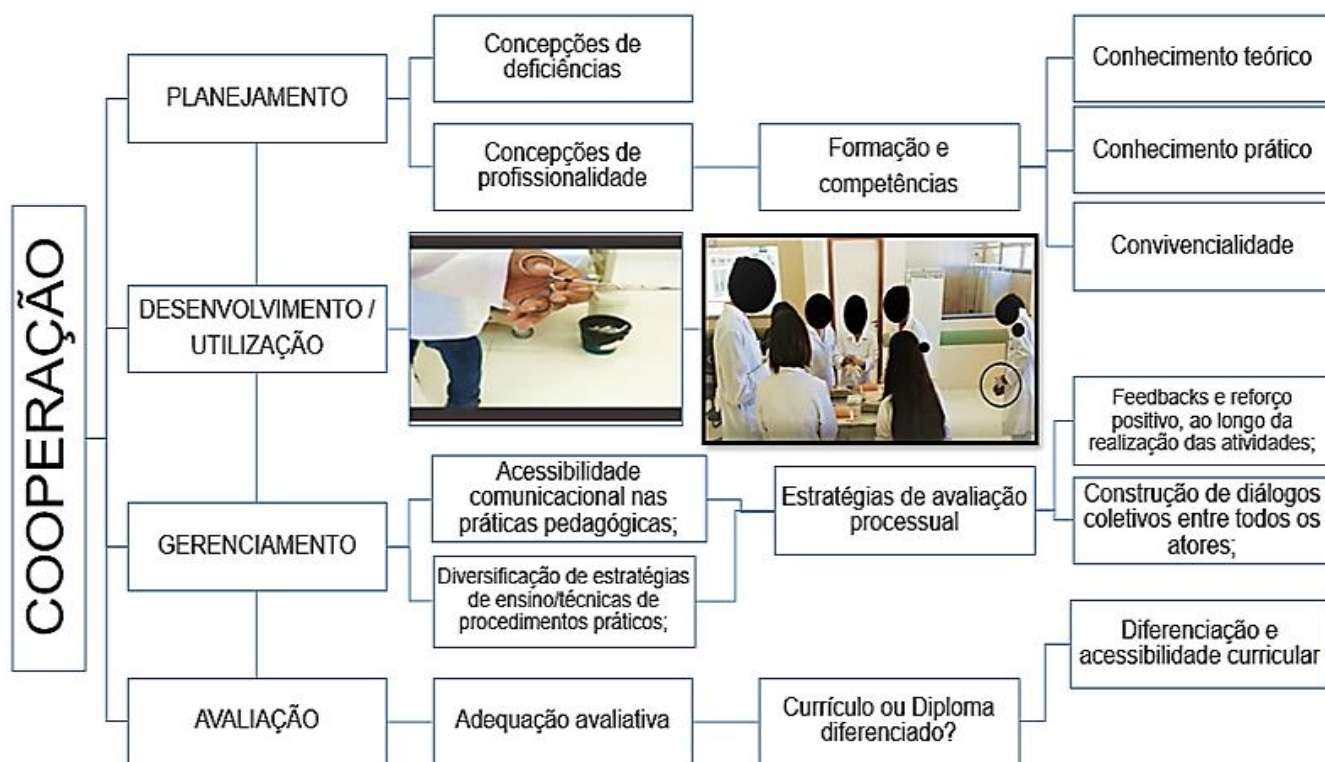 COOPERAÇÃO
PLANEJAMENTO
Concepções de
deficiências
Concepções de
profissionalidade
Formação e
competências
Conhecimento teórico
Conhecimento prático
Convivencialidade
DESENVOLVIMENTO /
UTILIZAÇÃO
GERENCIAMENTO
Acessibilidade
comunicacional nas
práticas pedagógicas;
Diversificação de estratégias
de ensino/técnicas de
procedimentos práticos;
Estratégias de avaliação
processual
Feedbacks e reforço
positivo, ao longo da
realização das atividades;
Construção de diálogos
coletivos entre todos os
atores;
AVALIAÇÃO
Adequação avaliativa
Currículo ou Diploma
diferenciado?
Diferenciação e
acessibilidade curricular